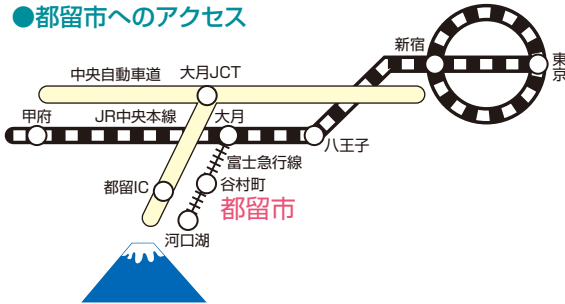 ●都留市へのアクセス
新宿
東京
中央自動車道
大月JCT
甲府
JR中央本線
大月
八王子
富士急行線
都留IC
谷村町
都留市
河口湖